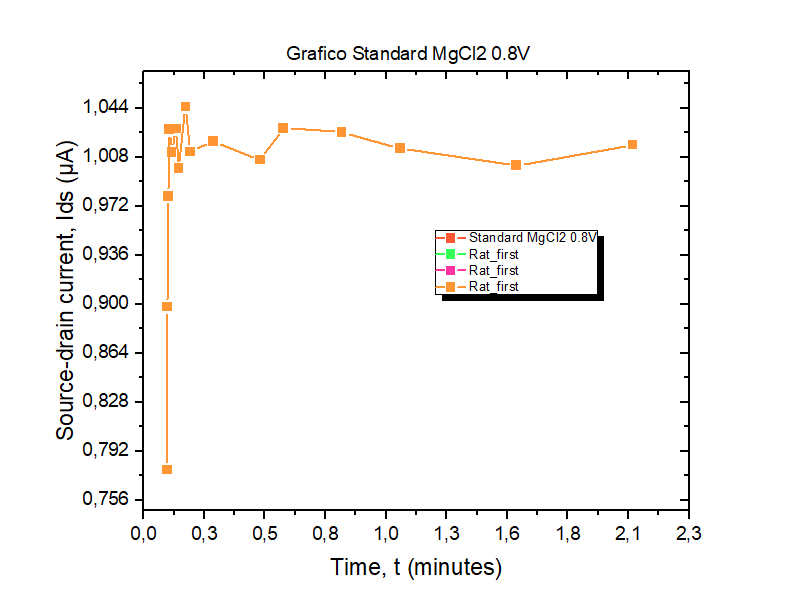 Grafico Standard MgCl2 0.8V
1,044
1,008
0,972
0,936
0,900
0,864
0,828
0,792
0,756
Source-drain current, Ids (µA)
Standard MgCl2 0.8V
Rat_first
Rat_first
Rat_first
0,0 0,3 0,5 0,8 1,0 1,3 1,5 1,8 2,1 2,3
Time, t (minutes)